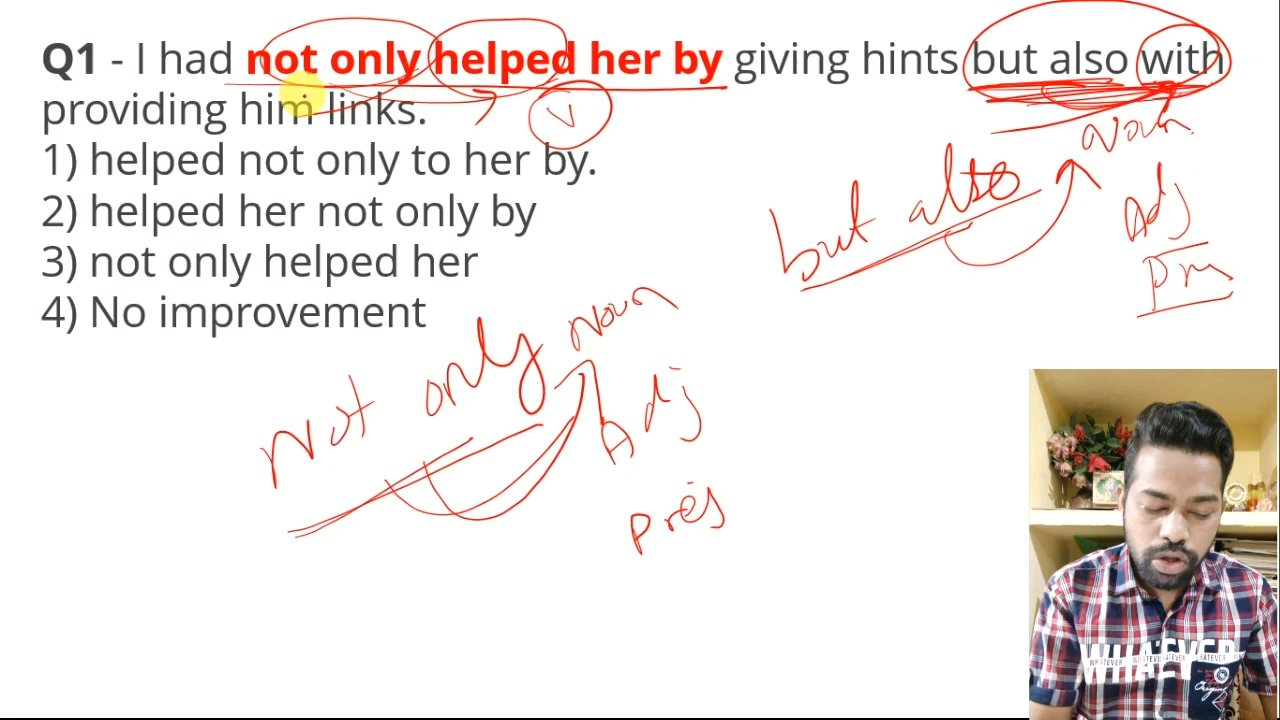 Q1 - I had not only helped her by giving hints but also with
providing him links.
1) helped not only to her by.
2) helped her not only by
3) not only helped her
4) No improvement
V
but also
Noun
Adj
Not only
Noun
Adj
WHATEVER